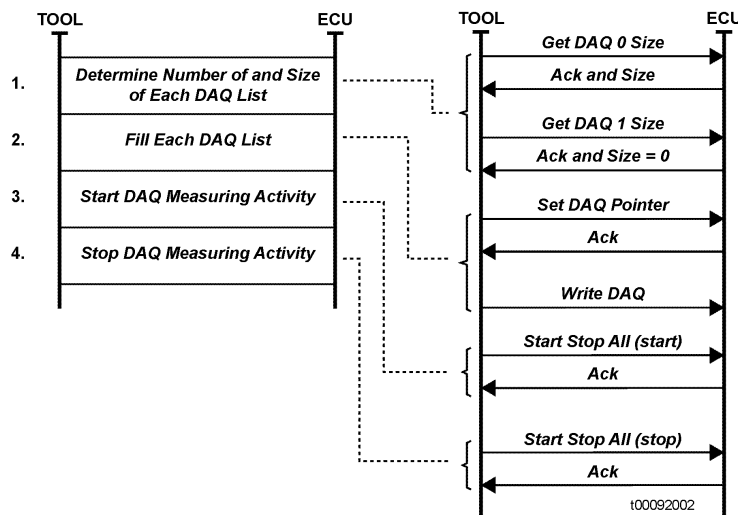 TOOL
ECU
1.
Determine Number of and Size
of Each DAQ List
2.
Fill Each DAQ List
3.
Start DAQ Measuring Activity
4.
Stop DAQ Measuring Activity
TOOL
ECU
Get DAQ 0 Size
Ack and Size
Get DAQ 1 Size
Ack and Size = 0
Set DAQ Pointer
Ack
Write DAQ
Start Stop All (start)
Ack
Start Stop All (stop)
Ack
t00092002